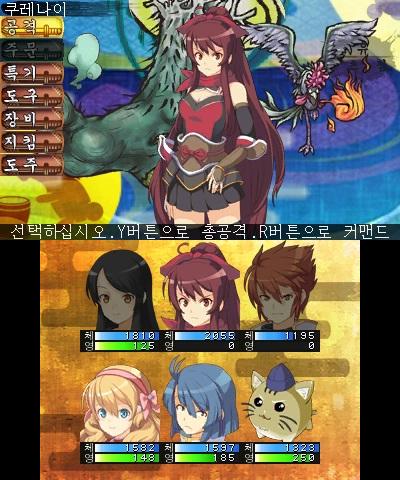 쿠레나이
공격
주문
특기
도구
장비
지침
도주
선택하십시오.Y버튼으로 총공격.R버튼으로 커맨드
체 1810 체 2055 체 1195
영 125 영 0 영 0
체 1582 체 1597 체 1323
영 148 영 185 영 250